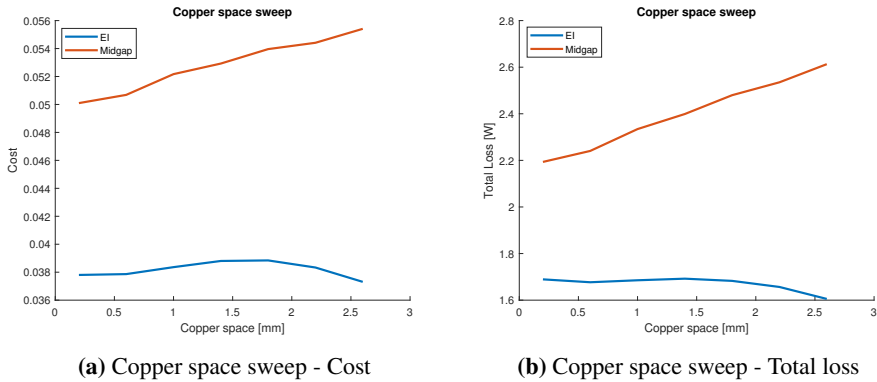 Copper space sweep
0.056
0.054
0.052
0.05
0.048
0.046
0.044
0.042
0.04
0.038
0.036
Cost
EI
Midgap
0 0.5 1 1.5 2 2.5 3
Copper space [mm]
(a) Copper space sweep - Cost
Copper space sweep
2.8
2.6
2.4
2.2
2
1.8
1.6
Total Loss [W]
EI
Midgap
0 0.5 1 1.5 2 2.5 3
Copper space [mm]
(b) Copper space sweep - Total loss